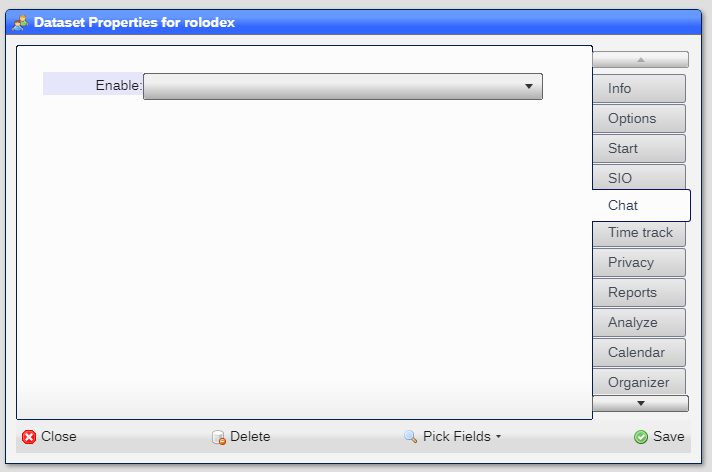 Dataset Properties for rolodex
Enable:
Info
Options
Start
SIO
Chat
Time track
Privacy
Reports
Analyze
Calendar
Organizer
Close Delete Pick Fields Save